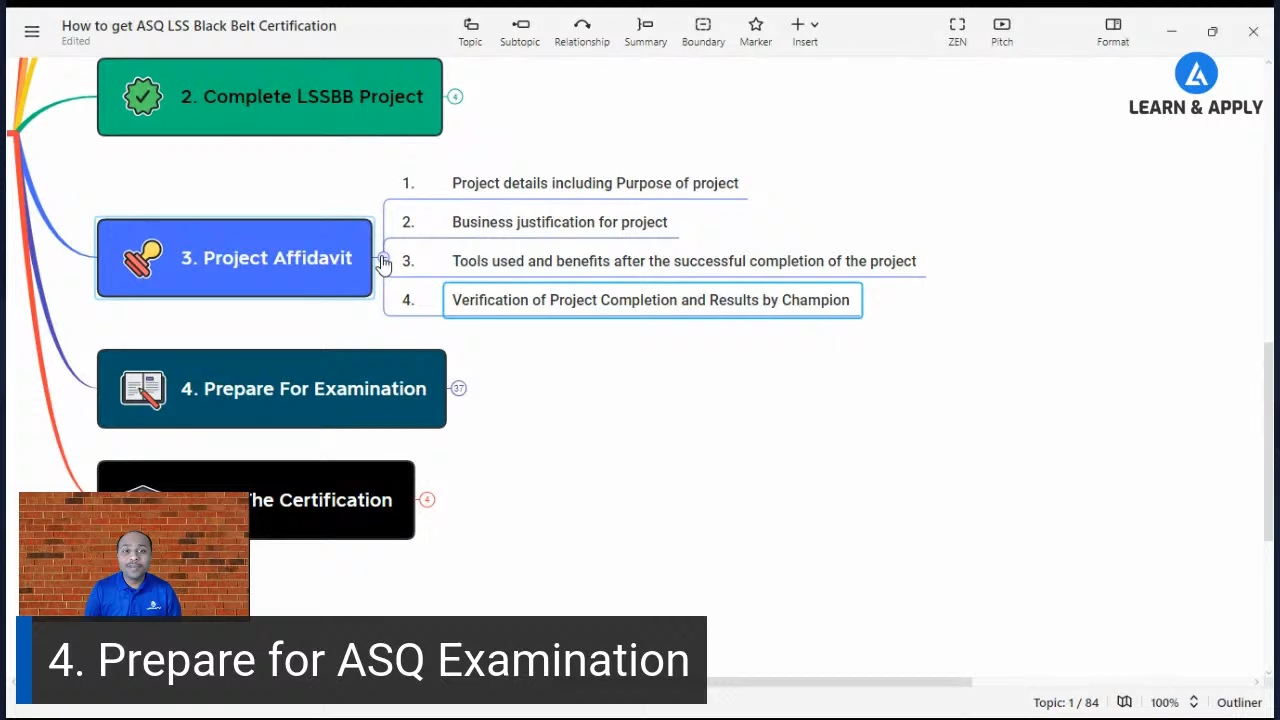 How to get ASQ LSS Black Belt Certification
Edited
Topic
Subtopic
Relationship
Summary
Boundary
Marker
Insert
ZEN
Pitch
Format
LEARN & APPLY
2. Complete LSSBB Project
4
3. Project Affidavit
1. Project details including Purpose of project
2. Business justification for project
3. Tools used and benefits after the successful completion of the project
4. Verification of Project Completion and Results by Champion
4. Prepare For Examination
37
The Certification
4
4. Prepare for ASQ Examination
Topic: 1 / 84
100%
Outliner